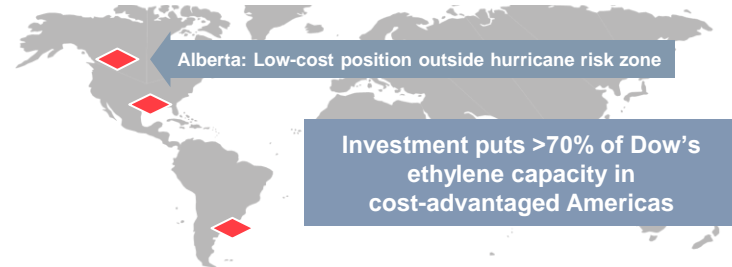 Alberta: Low-cost position outside hurricane risk zone
Investment puts >70% of Dow's
ethylene capacity in
cost-advantaged Americas